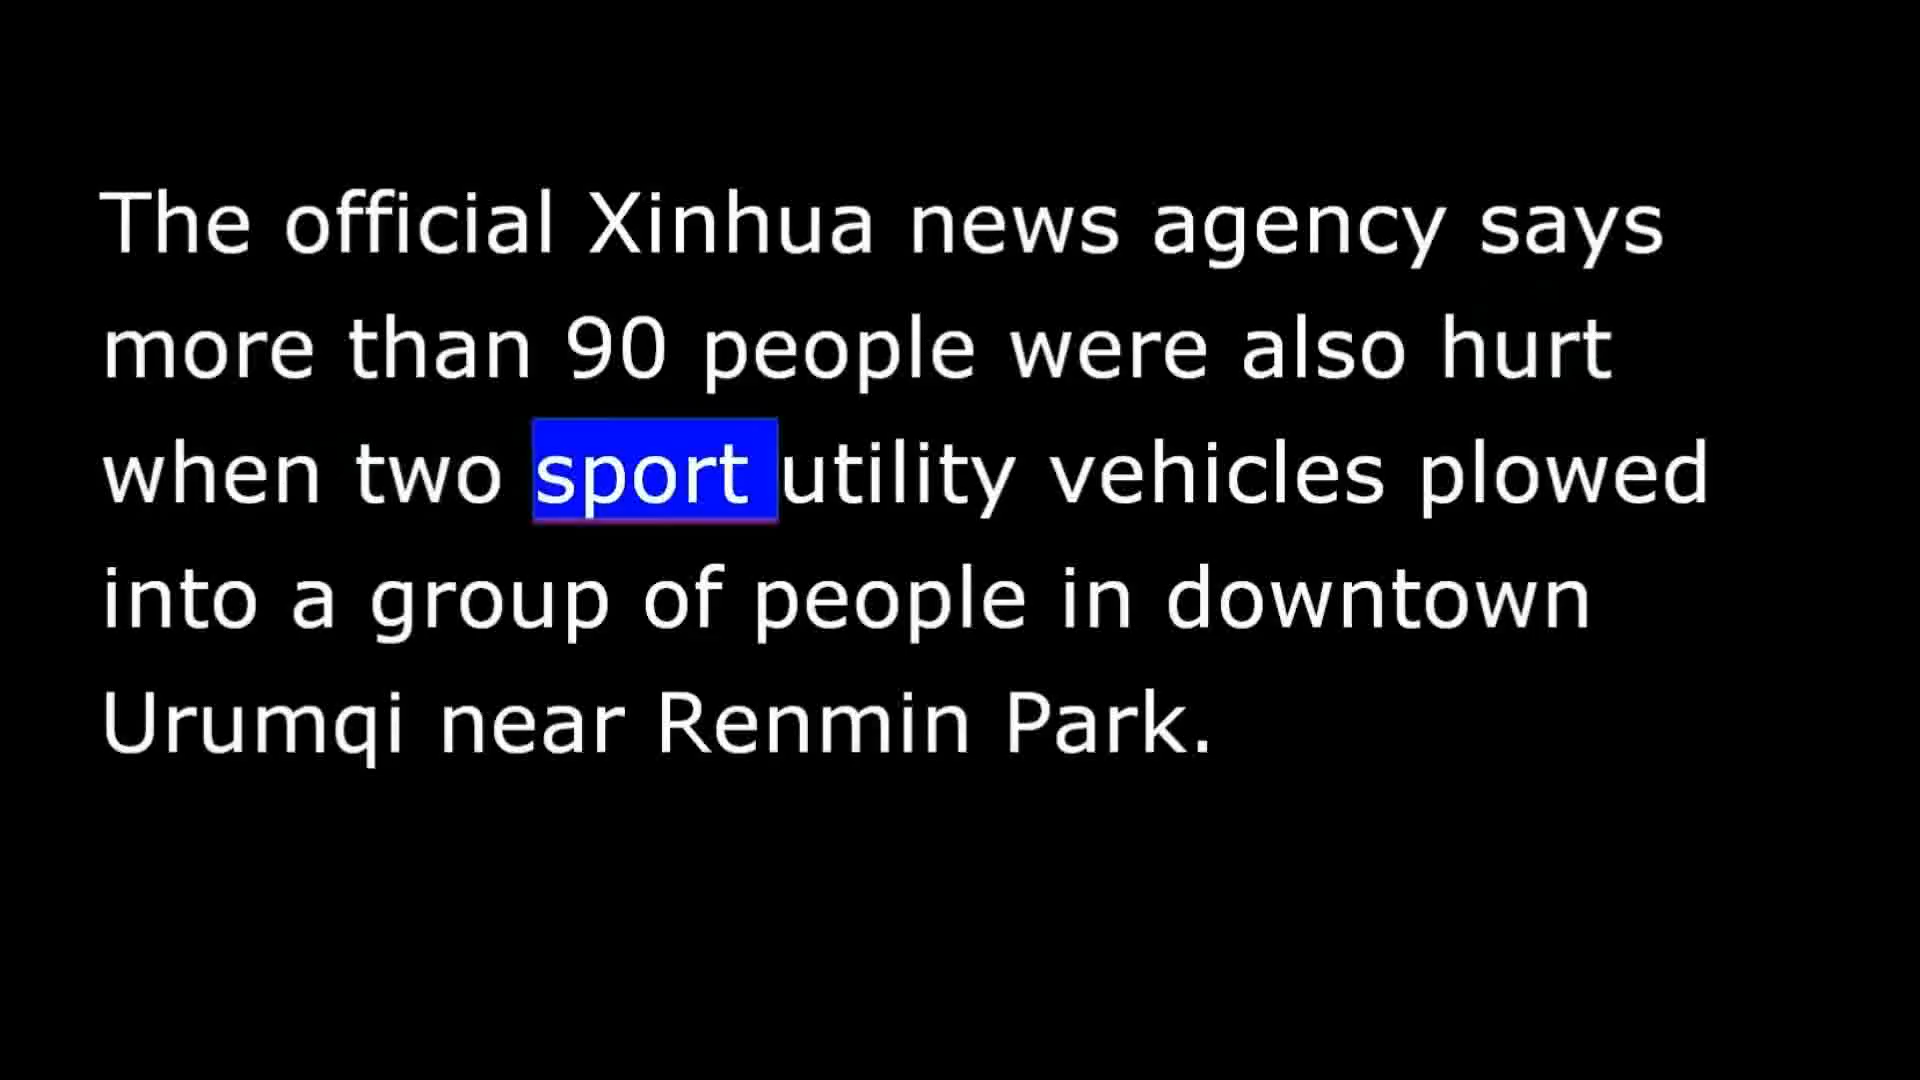 The official Xinhua news agency says
more than 90 people were also hurt
when two sport utility vehicles plowed
into a group of people in downtown
Urumqi near Renmin Park.